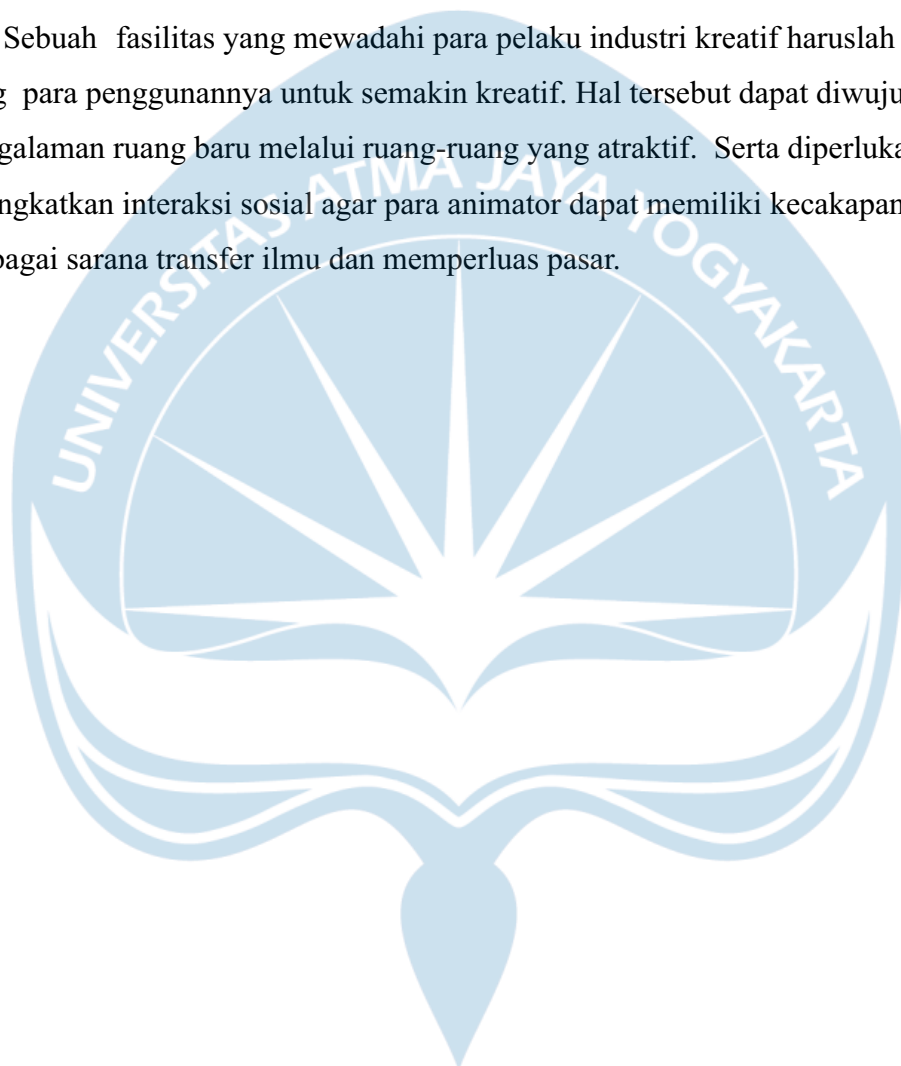 Sebuah fasilitas yang mewadahi para pelaku industri kreatif haruslah
para penggunannya untuk semakin kreatif. Hal tersebut dapat
ruang baru melalui ruang-ruang yang atraktif. Serta
interaksi sosial agar para animator dapat memiliki kecakapan
sarana transfer ilmu dan memperluas pasar.
UNIVERSITAS ATMA JAYA YOGYAKARTA